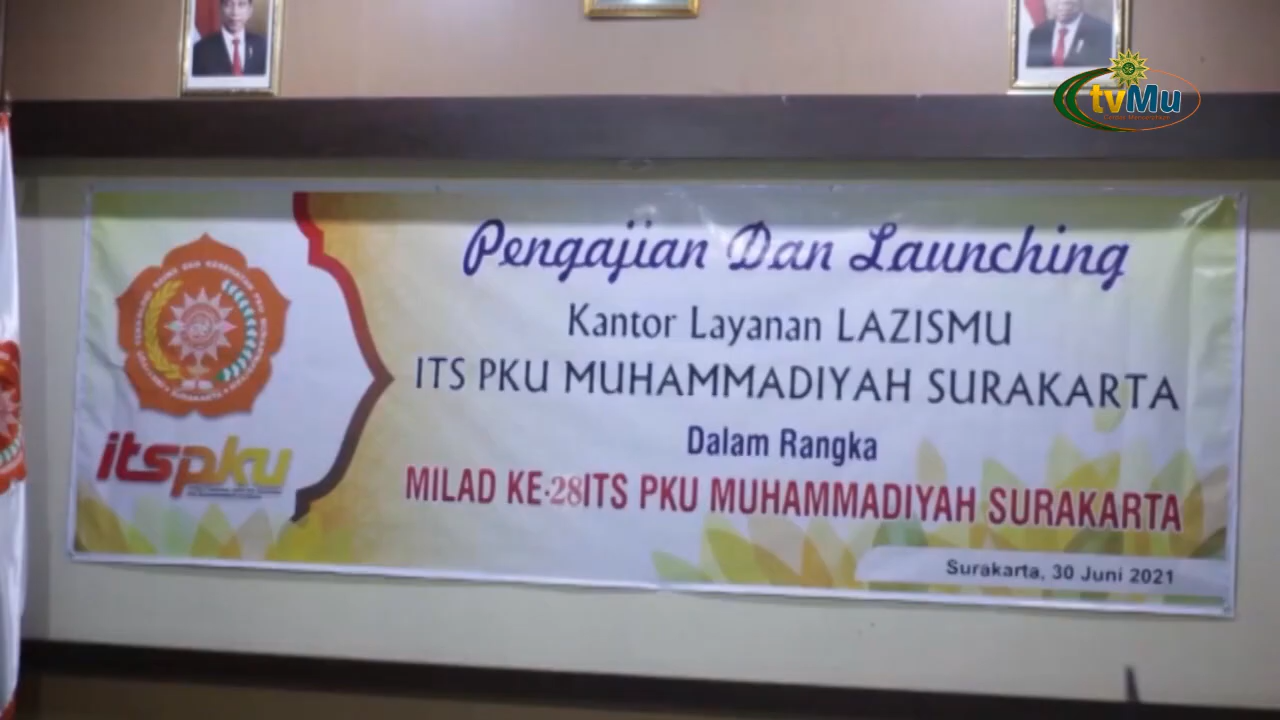 tvMu
Pengajian Dan Launching
Kantor Layanan LAZISMU
ITS PKU MUHAMMADIYAH SURAKARTA
Dalam Rangka
MILAD KE-28ITS PKU MUHAMMADIYAH SURAKARTA
Surakarta, 30 Juni 2021
itspku
SURAKARTA